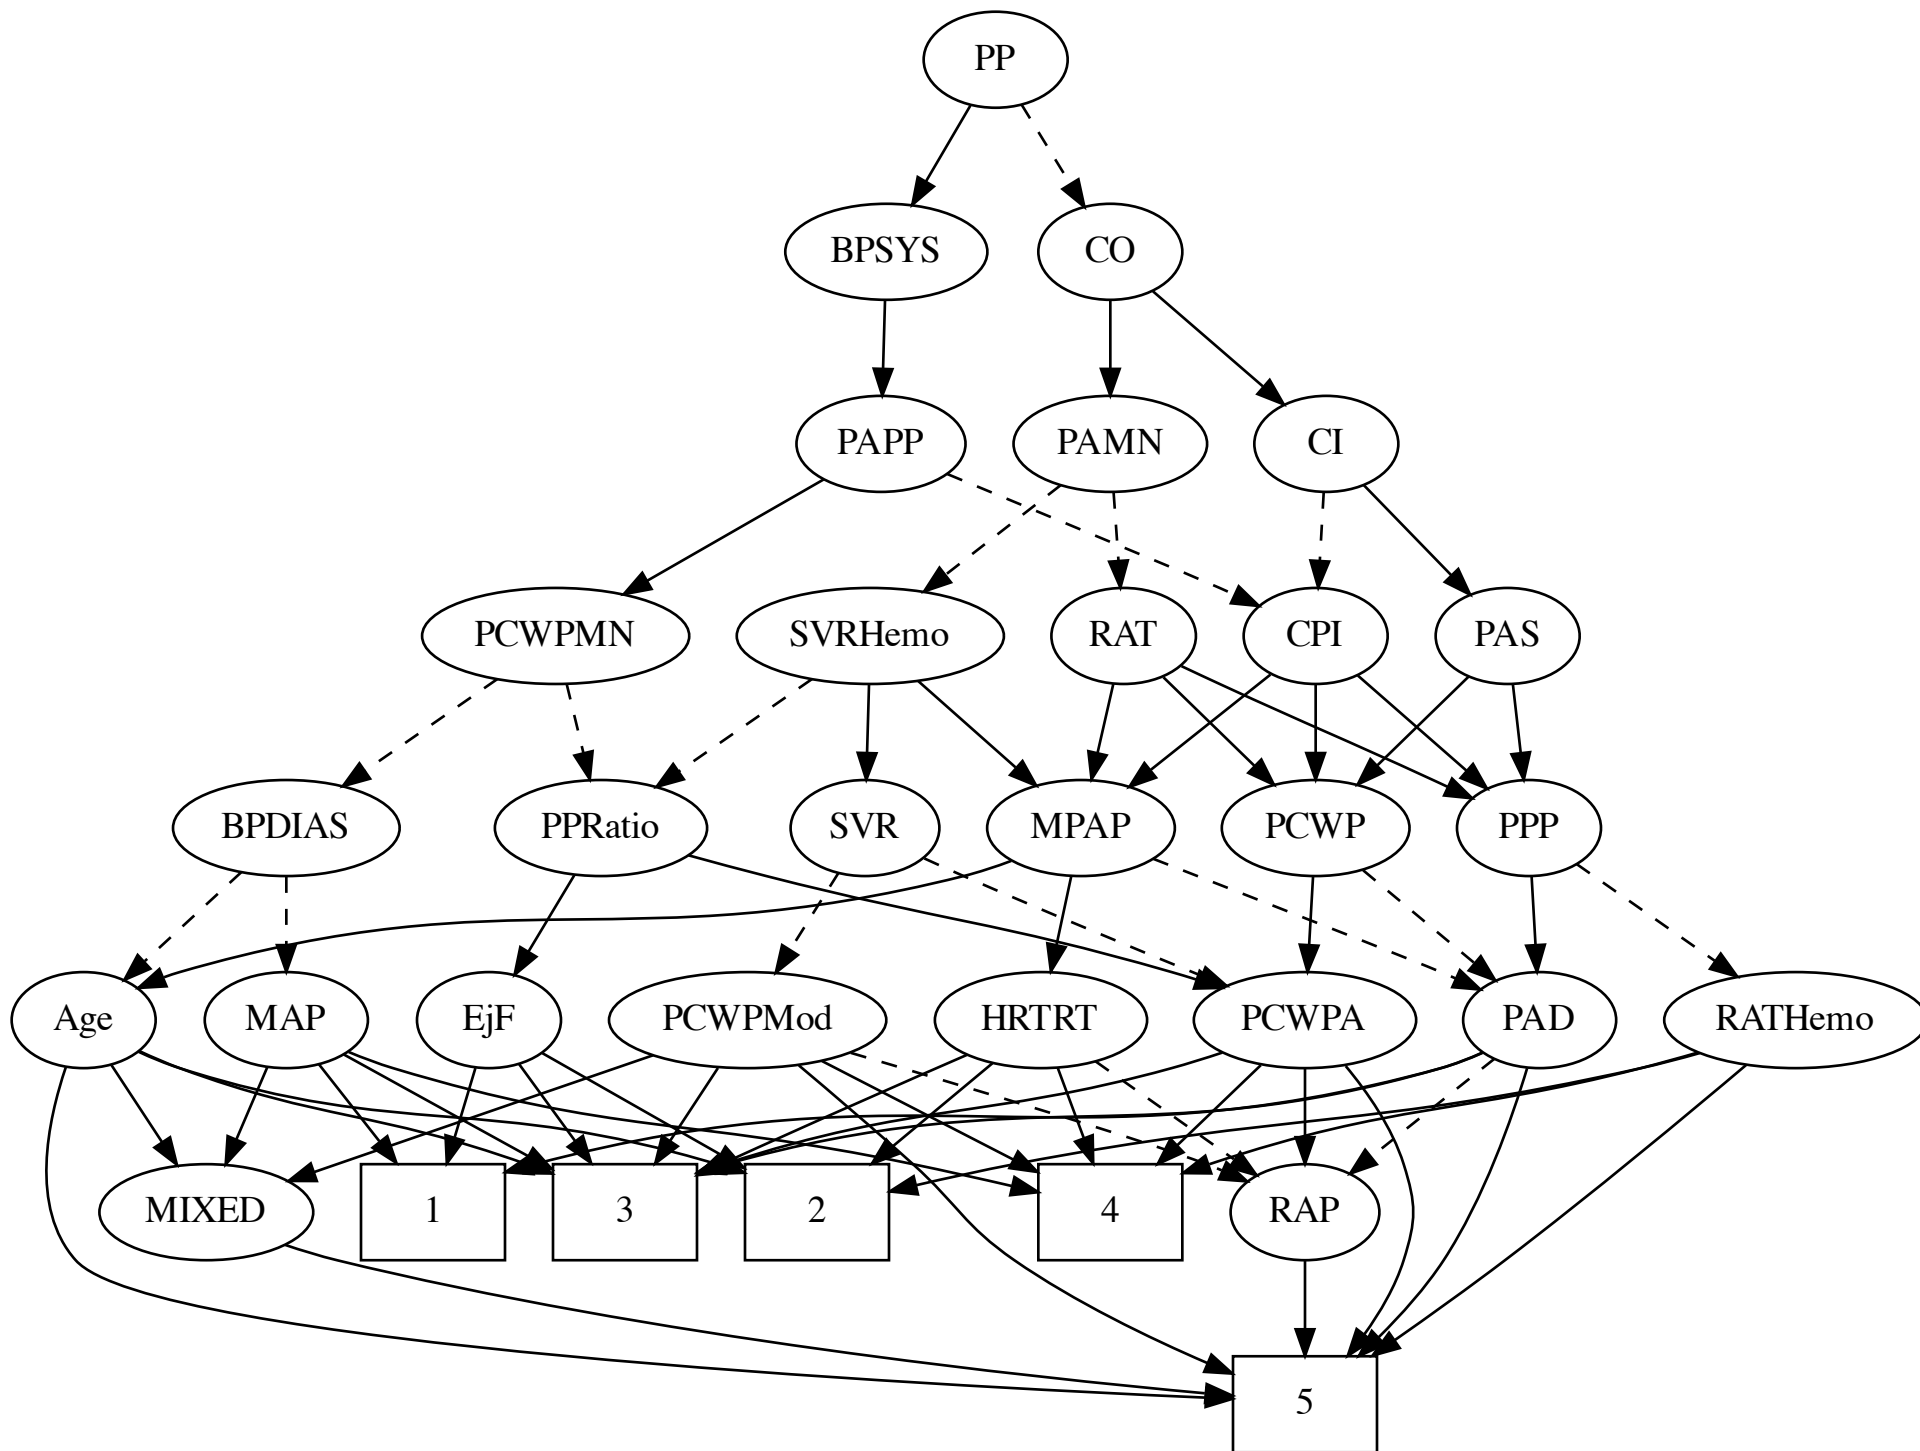 PP
BPSYS
CO
PAPP
PAMN
CI
PCWPMN
SVRHemo
RAT
CPI
PAS
BPDIAS
PPRatio
SVR
MPAP
PCWP
PPP
Age
MAP
EjF
PCWPMod
HRTRT
PCWPA
PAD
RATHemo
MIXED
1
3
2
4
RAP
5